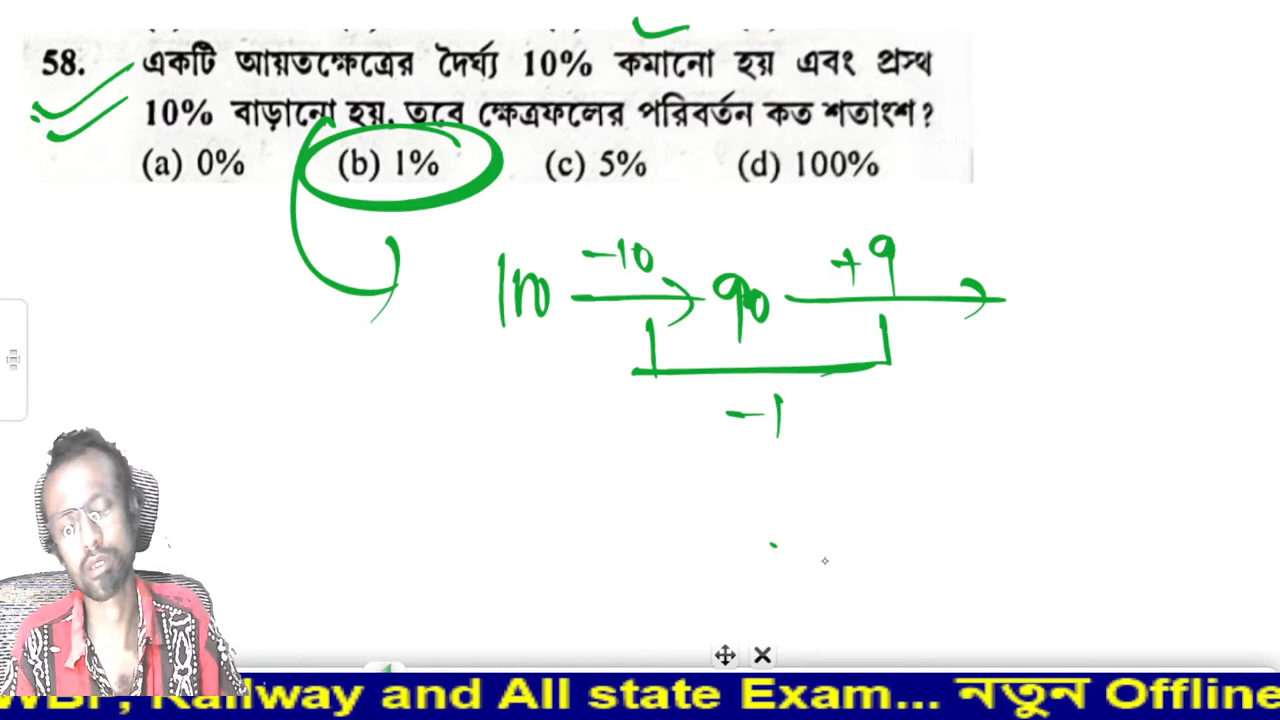 58. একটি আয়তক্ষেত্রের দৈর্ঘ্য 10% কমানো হয় এবং প্রস্থ
10% বাড়ানো হয়. তবে ক্ষেত্রফলের পরিবর্তন কত শতাংশ?
(a) 0% (b) 1% (c) 5% (d) 100%
100 -10 90 +9
-1
Railway and All state Exam... নতুন Offline